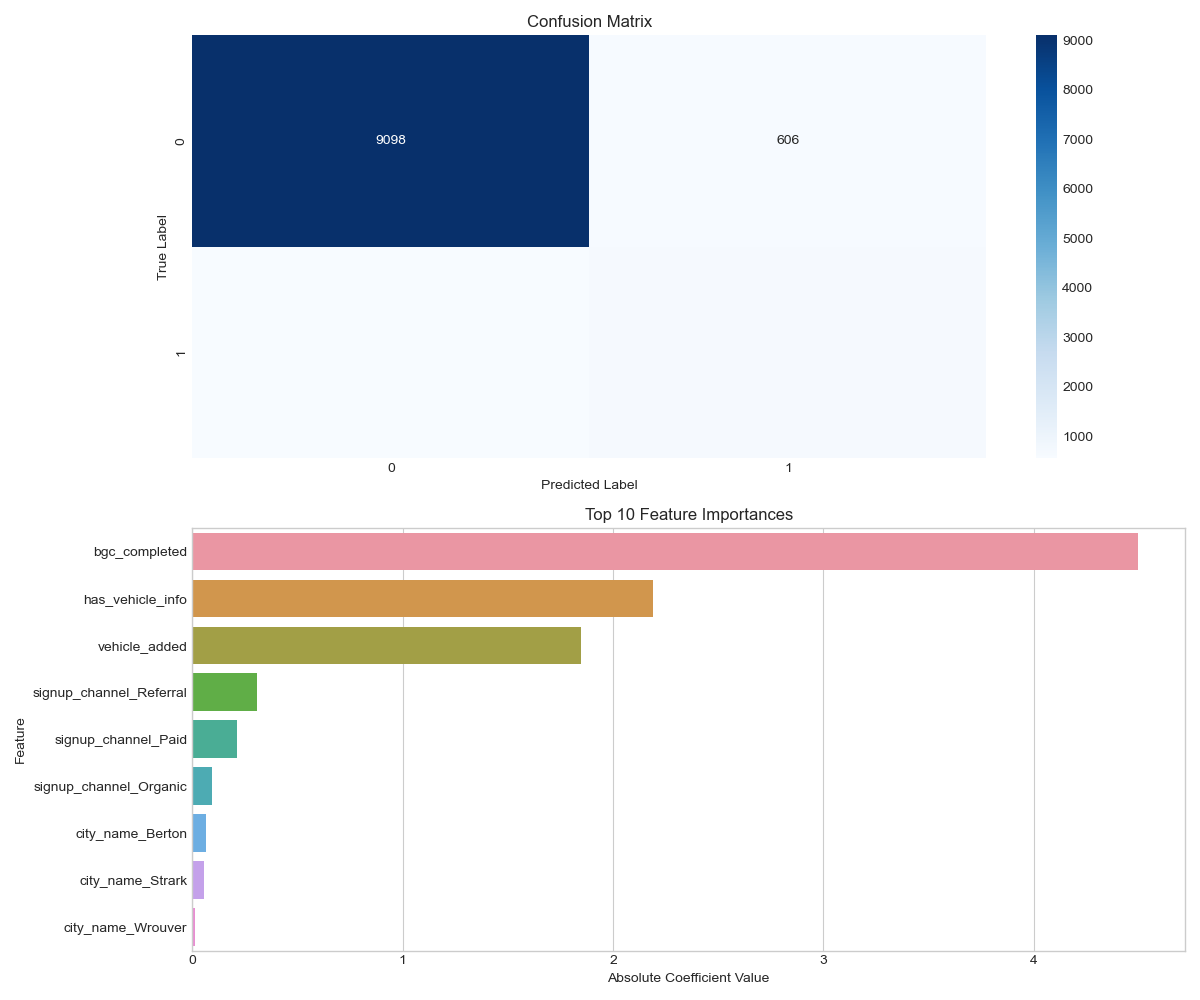 Confusion Matrix
9098
606
0
1
True Label
0
1
Predicted Label
9000
8000
7000
6000
5000
4000
3000
2000
1000
Top 10 Feature Importances
bgc_completed
has_vehicle_info
vehicle_added
signup_channel_Referral
signup_channel_Paid
signup_channel_Organic
city_name_Berton
city_name_Strark
city_name_Wrouver
Feature
0
1
2
3
4
Absolute Coefficient Value